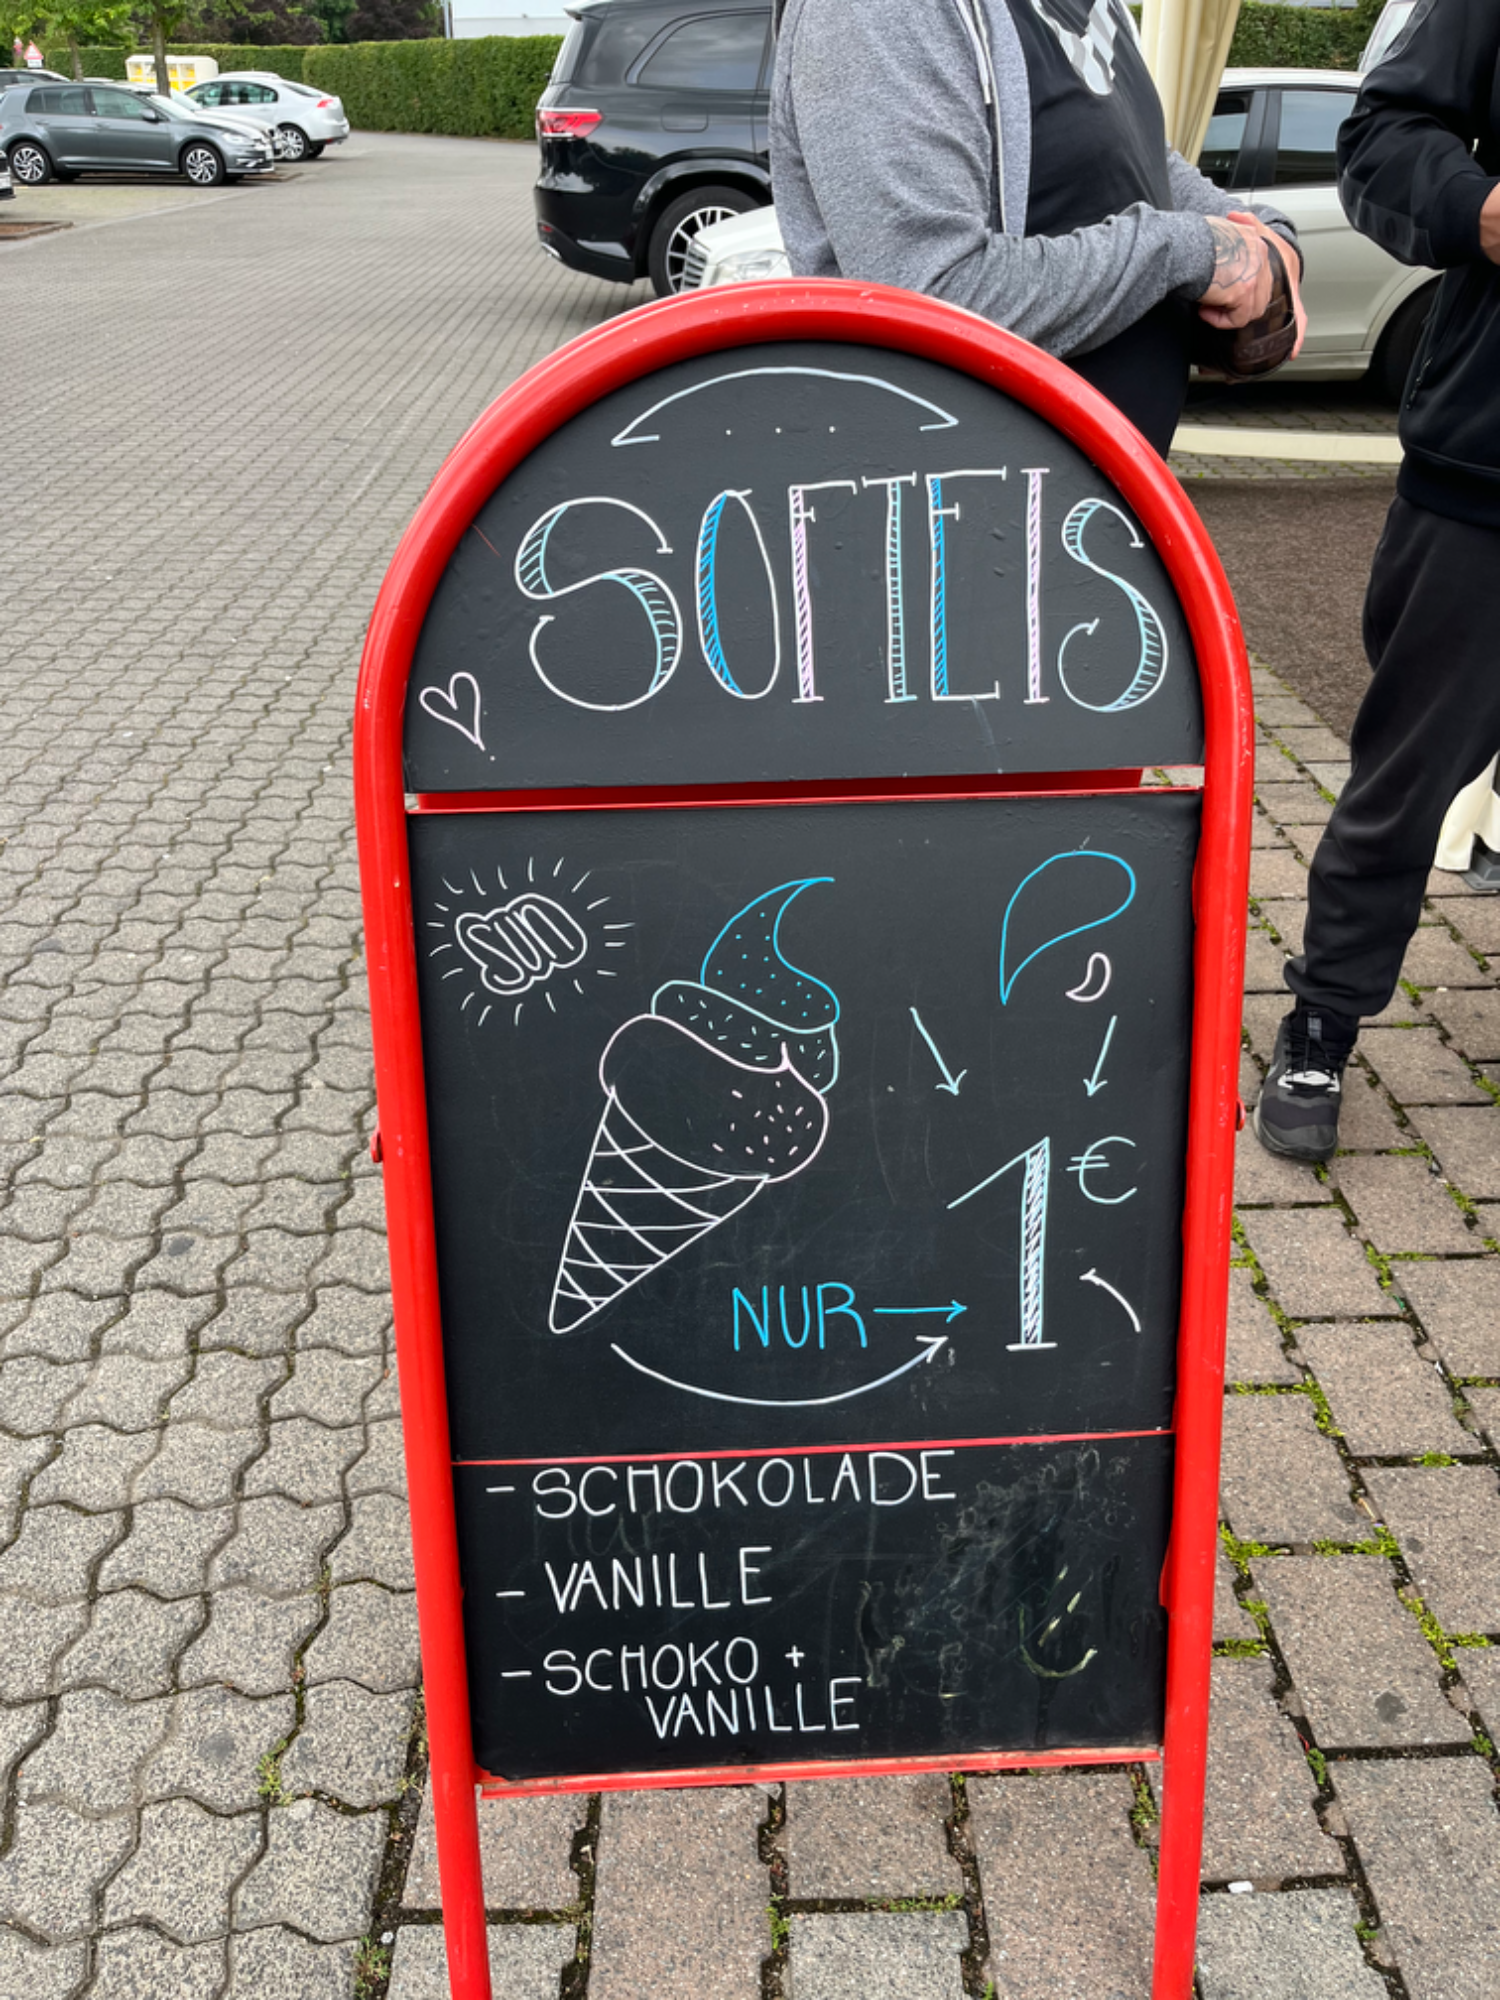 SOFTEIS
SUN
1€
NUR
- SCHOKOLADE
- VANILLE
- SCHOKO +
VANILLE